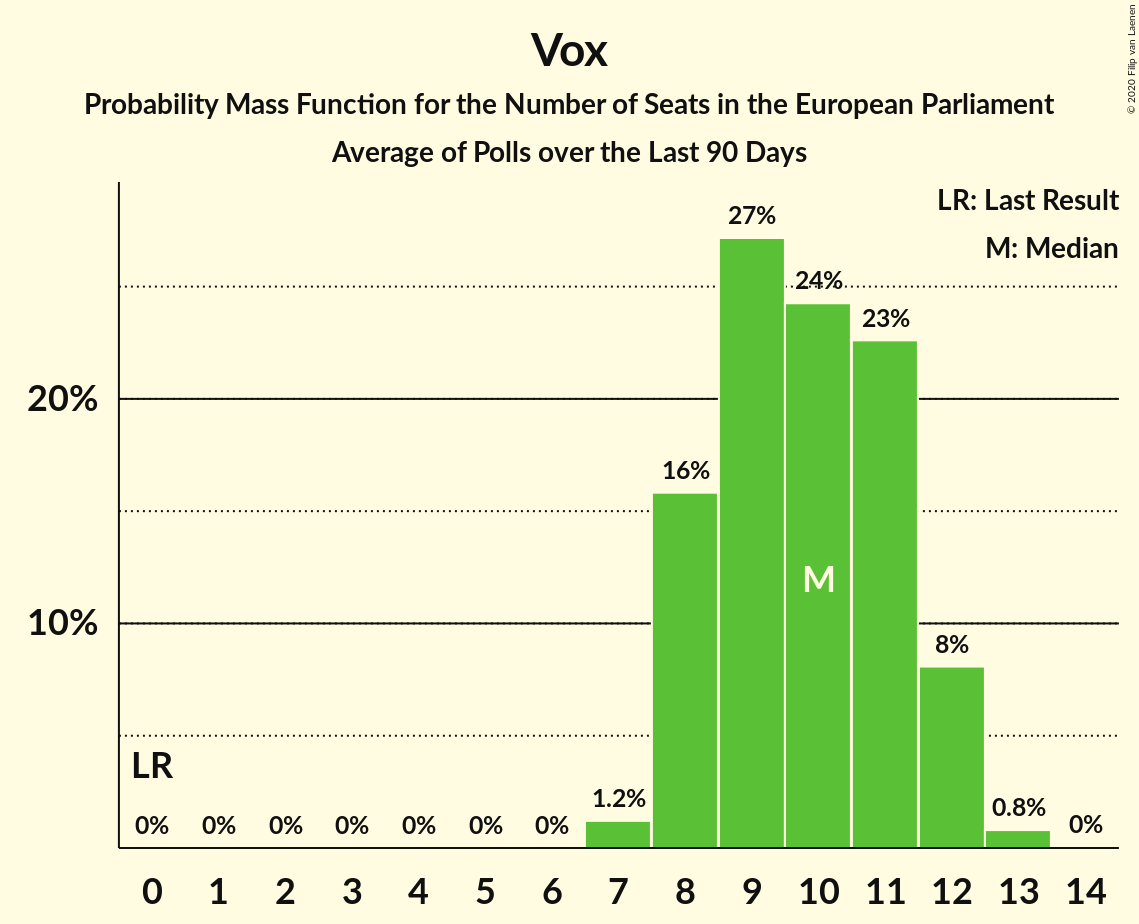 Vox
Probability Mass Function for the Number of Seats in the European Parliament
Average of Polls over the Last 90 Days
© 2020 Filip van Laenen
LR: Last Result
M: Median
27%
24%
23%
20%
16%
M
10%
8%
LR
1.2%
0.8%
0% 0% 0% 0% 0% 0% 0% 0%
0 1 2 3 4 5 6 7 8 9 10 11 12 13 14